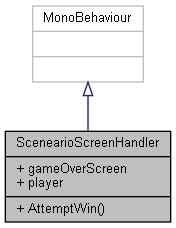 MonoBehaviour
ScenearioScreenHandler
+ gameOverScreen
+ player
+ AttemptWin()